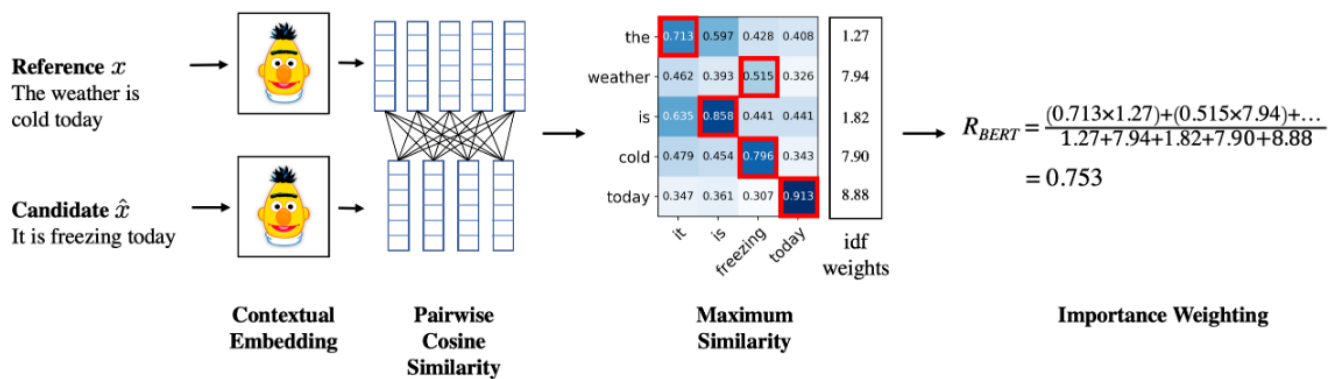 Reference x
The weather is
cold today
Candidate x̂
It is freezing today
Contextual
Embedding
Pairwise
Cosine
Similarity
the 0.713 0.597 0.428 0.408 1.27
weather 0.462 0.393 0.515 0.326 7.94
is 0.635 0.858 0.441 0.441 1.82
cold 0.479 0.454 0.796 0.343 7.90
today 0.347 0.361 0.307 0.913 8.88
it is freezing today
idf
weights
Maximum
Similarity
R_BERT = (0.713×1.27)+(0.515×7.94)+...
1.27+7.94+1.82+7.90+8.88
= 0.753
Importance Weighting